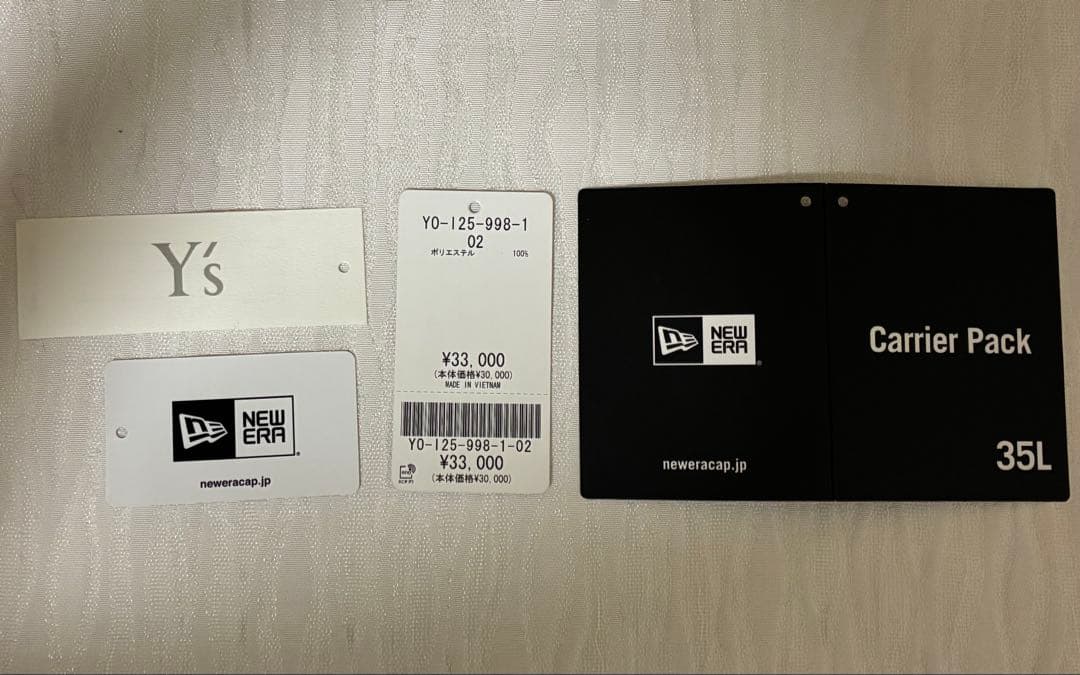 Y's
NEW ERA
neweracap.jp
YO-I25-998-1
02
ポリエステル 100%
¥33,000
(本体価格¥30,000)
MADE IN VIETNAM
YO-I25-998-1-02
¥33,000
(本体価格¥30,000)
NEW ERA
neweracap.jp
Carrier Pack
35L